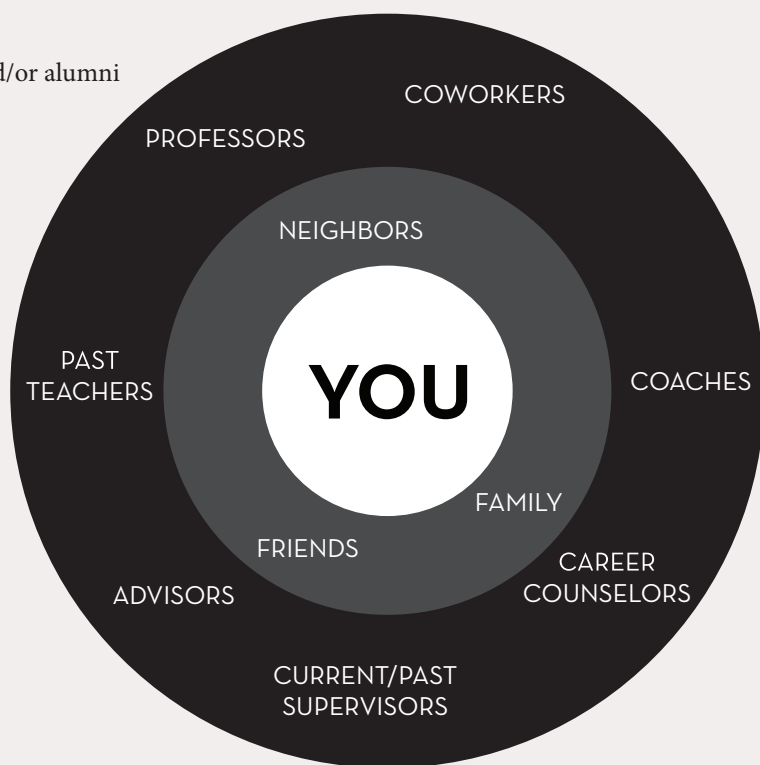 d/or alumni
COWORKERS
PROFESSORS
NEIGHBORS
PAST
TEACHERS
YOU
COACHES
FAMILY
FRIENDS
CAREER
COUNSELORS
ADVISORS
CURRENT/PAST
SUPERVISORS